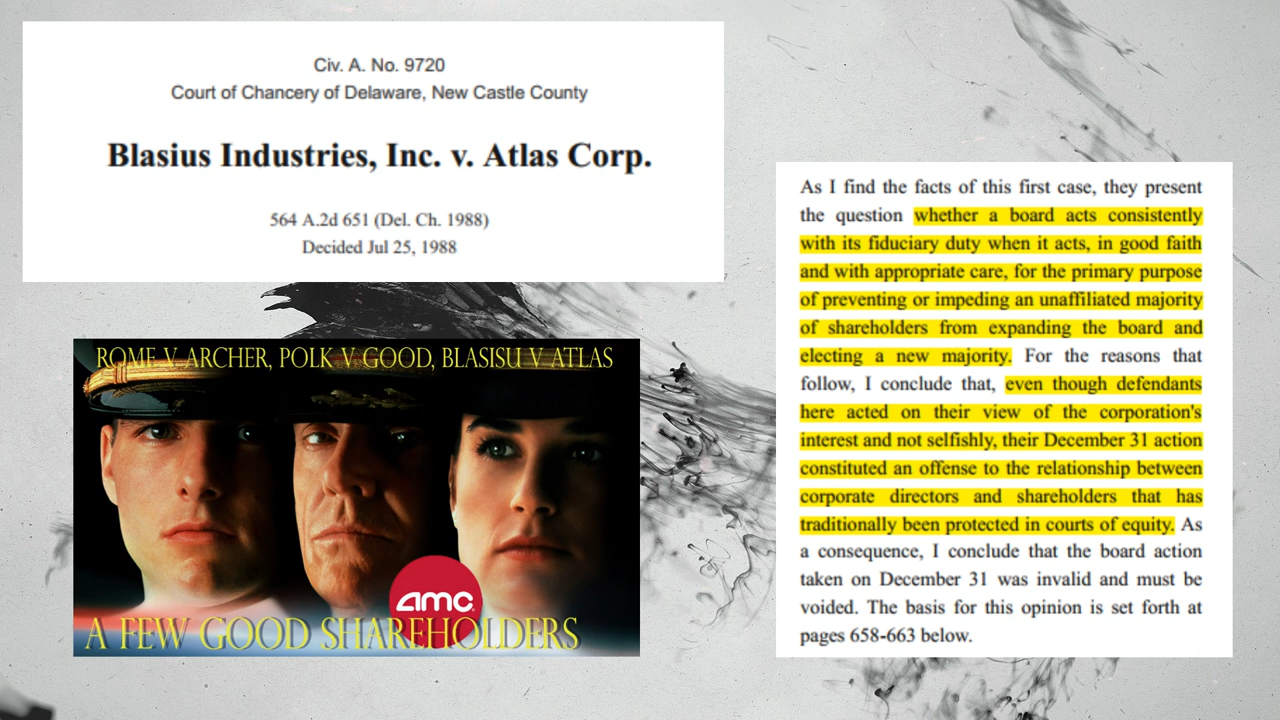 Civ. A. No. 9720
Court of Chancery of Delaware, New Castle County
Blasius Industries, Inc. v. Atlas Corp.
564 A.2d 651 (Del. Ch. 1988)
Decided Jul 25, 1988
ROME V ARCHER, POLK V GOOD, BLASISU V ATLAS
amc
A FEW GOOD SHAREHOLDERS
As I find the facts of this first case, they present
the question whether a board acts consistently
with its fiduciary duty when it acts, in good faith
and with appropriate care, for the primary purpose
of preventing or impeding an unaffiliated majority
of shareholders from expanding the board and
electing a new majority. For the reasons that
follow, I conclude that, even though defendants
here acted on their view of the corporation's
interest and not selfishly, their December 31 action
constituted an offense to the relationship between
corporate directors and shareholders that has
traditionally been protected in courts of equity. As
a consequence, I conclude that the board action
taken on December 31 was invalid and must be
voided. The basis for this opinion is set forth at
pages 658-663 below.